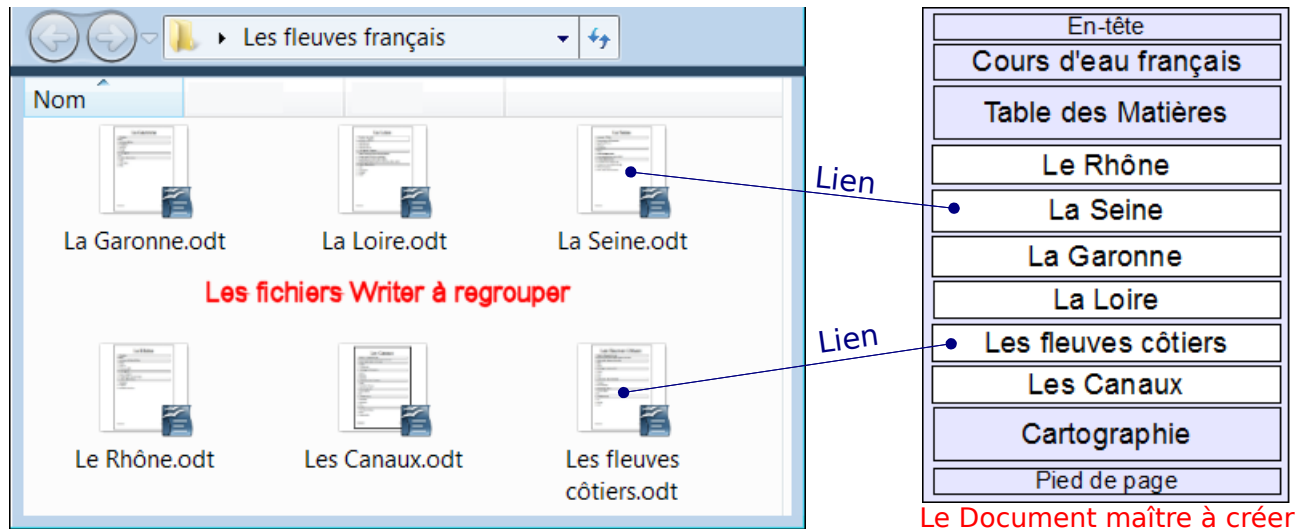 Les fleuves français
Nom
La Garonne.odt
La Loire.odt
La Seine.odt
Les fichiers Writer à regrouper
Le Rhône.odt
Les Canaux.odt
Les fleuves
côtiers.odt
Lien
Lien
En-tête
Cours d'eau français
Table des Matières
Le Rhône
La Seine
La Garonne
La Loire
Les fleuves côtiers
Les Canaux
Cartographie
Pied de page
Le Document maître à créer